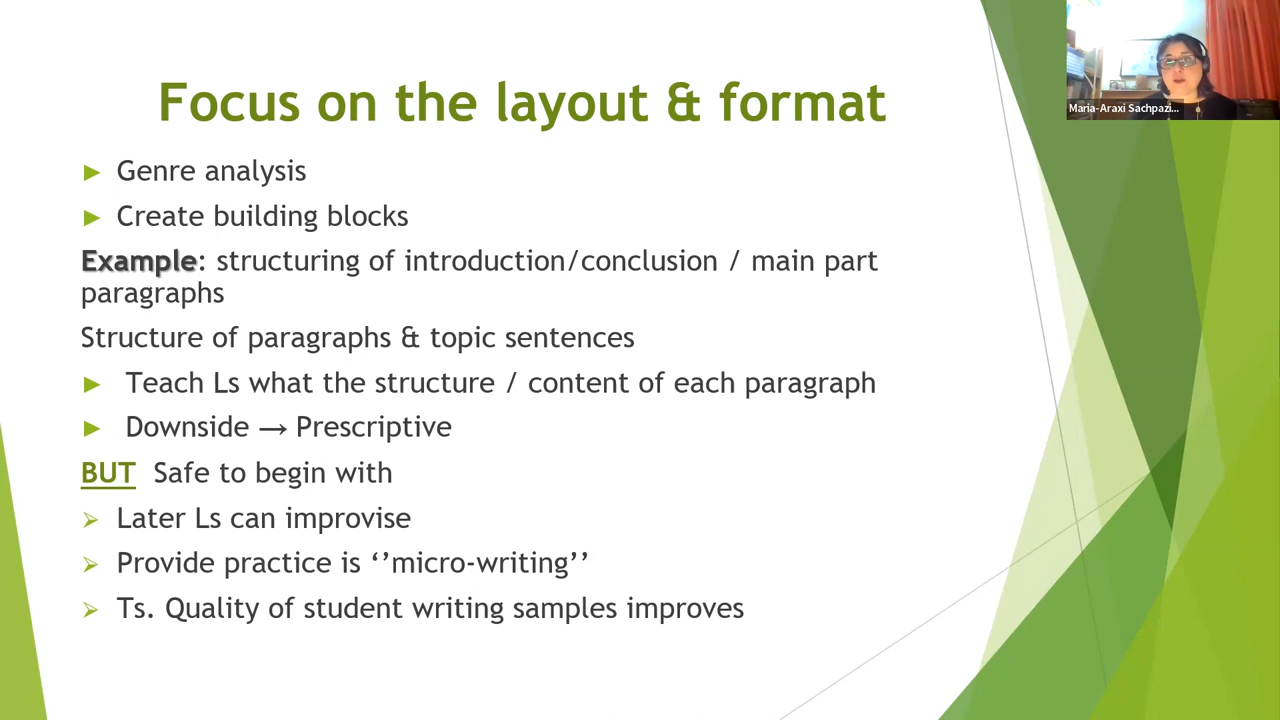 Maria-Araxi Sachpazi...
Focus on the layout & format
► Genre analysis
► Create building blocks
Example: structuring of introduction/conclusion / main part
paragraphs
Structure of paragraphs & topic sentences
► Teach Ls what the structure / content of each paragraph
► Downside → Prescriptive
BUT Safe to begin with
➢ Later Ls can improvise
➢ Provide practice is ‘’micro-writing’’
➢ Ts. Quality of student writing samples improves